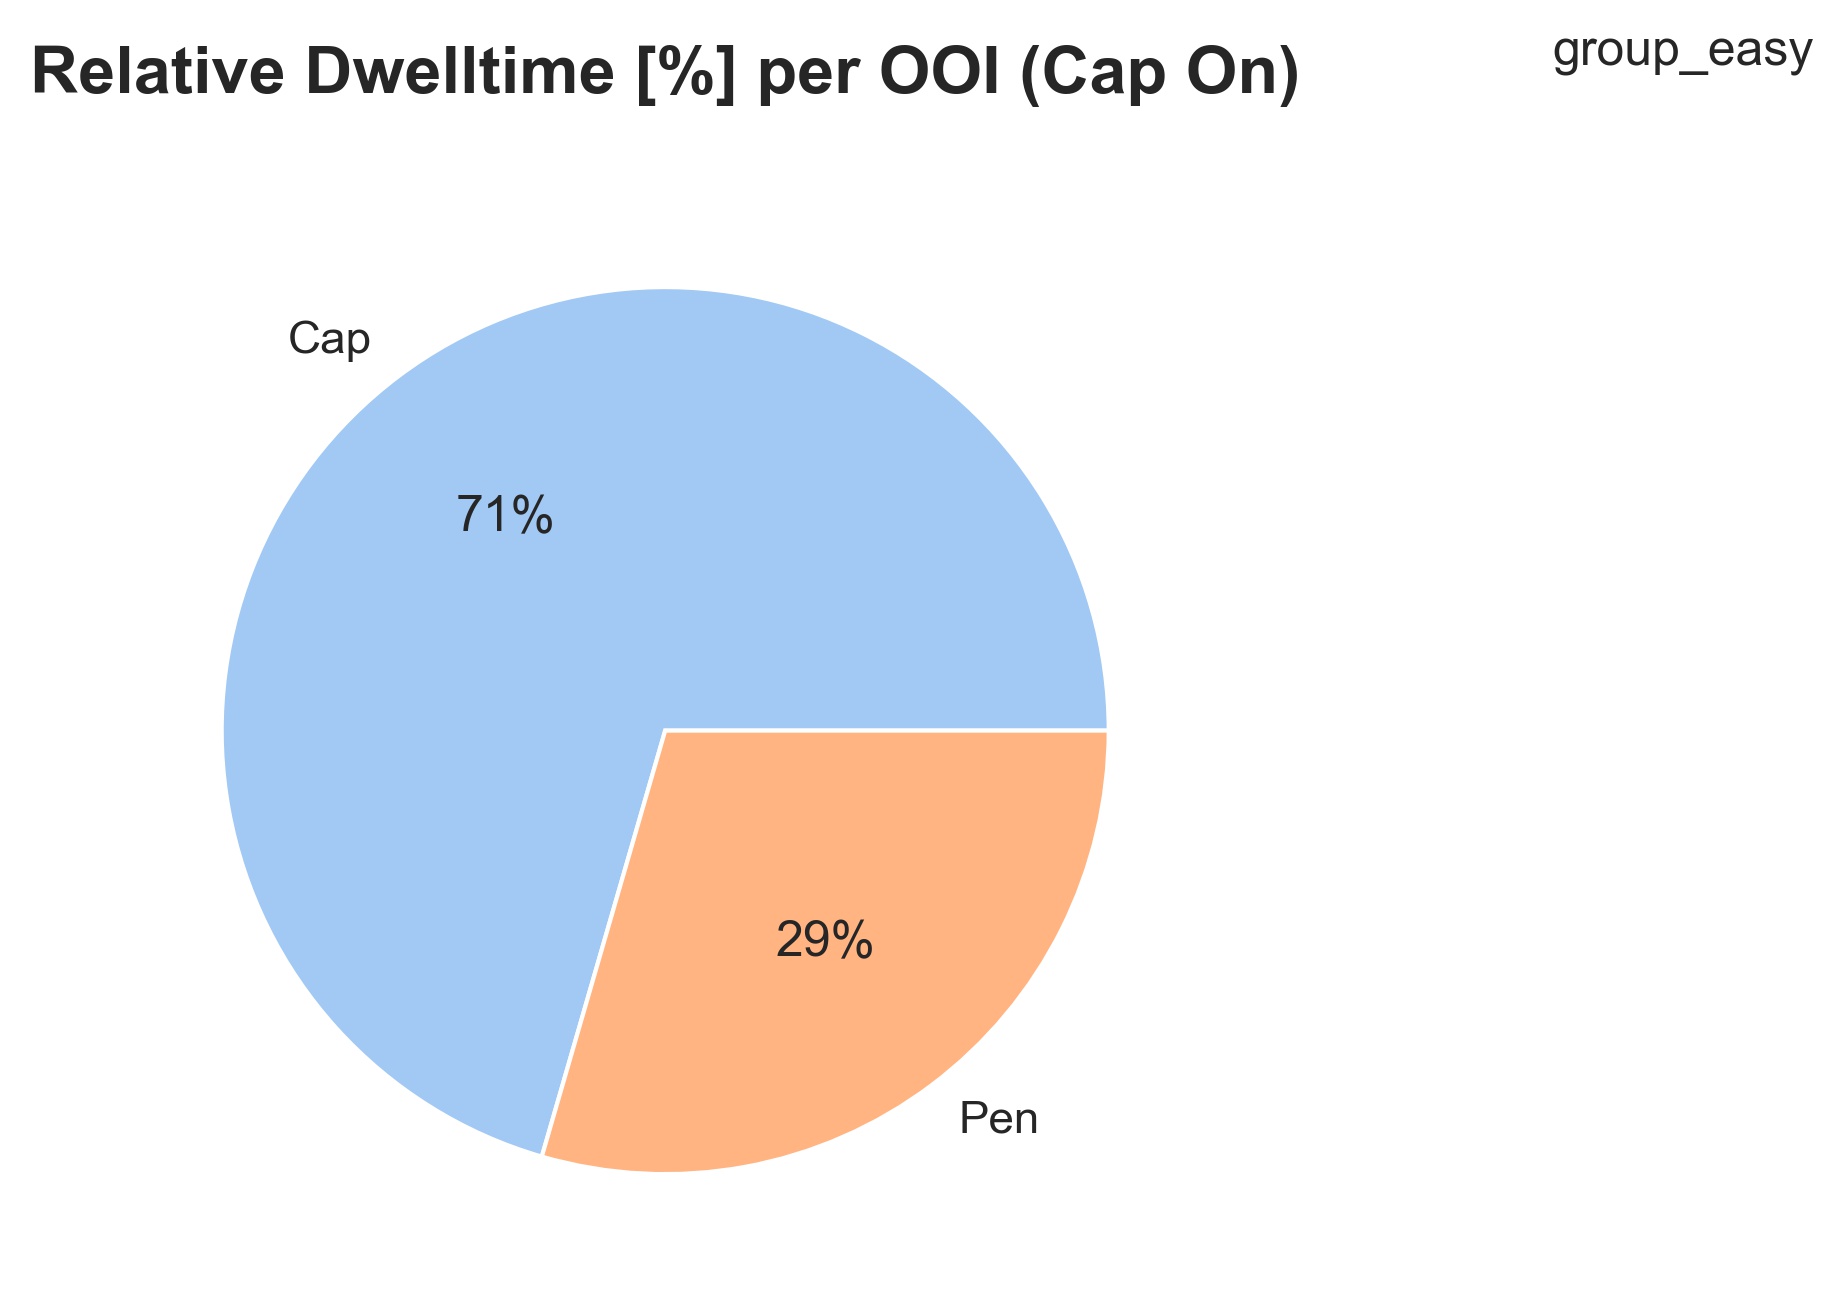 Relative Dwelltime [%] per OOI (Cap On)
group_easy
Cap
71%
29%
Pen